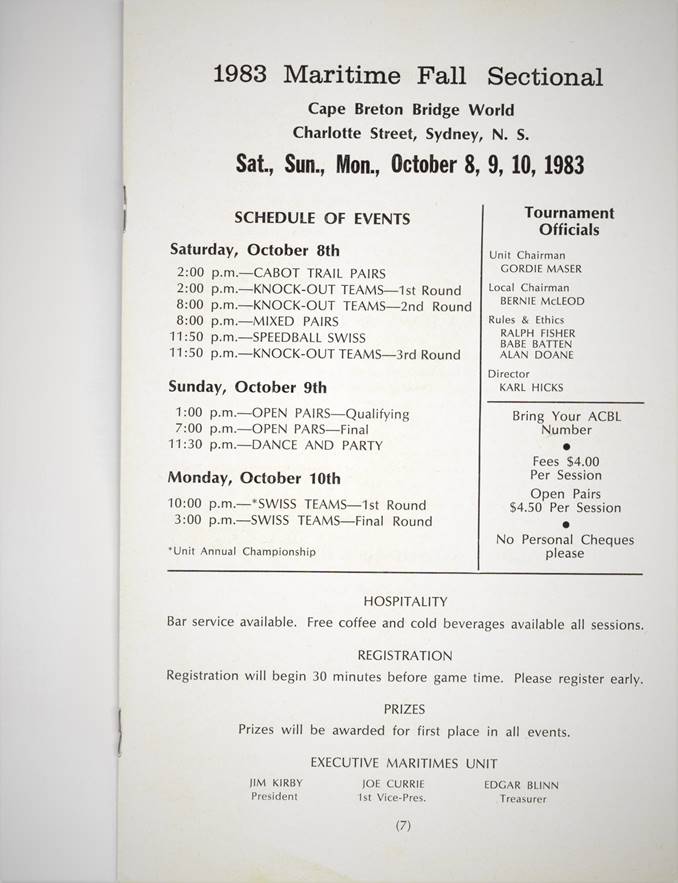 1983 Maritime Fall Sectional
Cape Breton Bridge World
Charlotte Street, Sydney, N. S.
Sat., Sun., Mon., October 8, 9, 10, 1983
SCHEDULE OF EVENTS
Saturday, October 8th
2:00 p.m.—CABOT TRAIL PAIRS
2:00 p.m.—KNOCK-OUT TEAMS—1st Round
8:00 p.m.—KNOCK-OUT TEAMS—2nd Round
8:00 p.m.—MIXED PAIRS
11:50 p.m.—SPEEDBALL SWISS
11:50 p.m.—KNOCK-OUT TEAMS—3rd Round
Sunday, October 9th
1:00 p.m.—OPEN PAIRS—Qualifying
7:00 p.m.—OPEN PARS—Final
11:30 p.m.—DANCE AND PARTY
Monday, October 10th
10:00 p.m.—*SWISS TEAMS—1st Round
3:00 p.m.—SWISS TEAMS—Final Round
*Unit Annual Championship
Tournament
Officials
Unit Chairman
GORDIE MASER
Local Chairman
BERNIE McLEOD
Rules & Ethics
RALPH FISHER
BABE BATTEN
ALAN DOANE
Director
KARL HICKS
Bring Your ACBL
Number
•
Fees $4.00
Per Session
Open Pairs
$4.50 Per Session
•
No Personal Cheques
please
HOSPITALITY
Bar service available. Free coffee and cold beverages available all sessions.
REGISTRATION
Registration will begin 30 minutes before game time. Please register early.
PRIZES
Prizes will be awarded for first place in all events.
EXECUTIVE MARITIMES UNIT
JIM KIRBY JOE CURRIE EDGAR BLINN
President 1st Vice-Pres. Treasurer
(7)